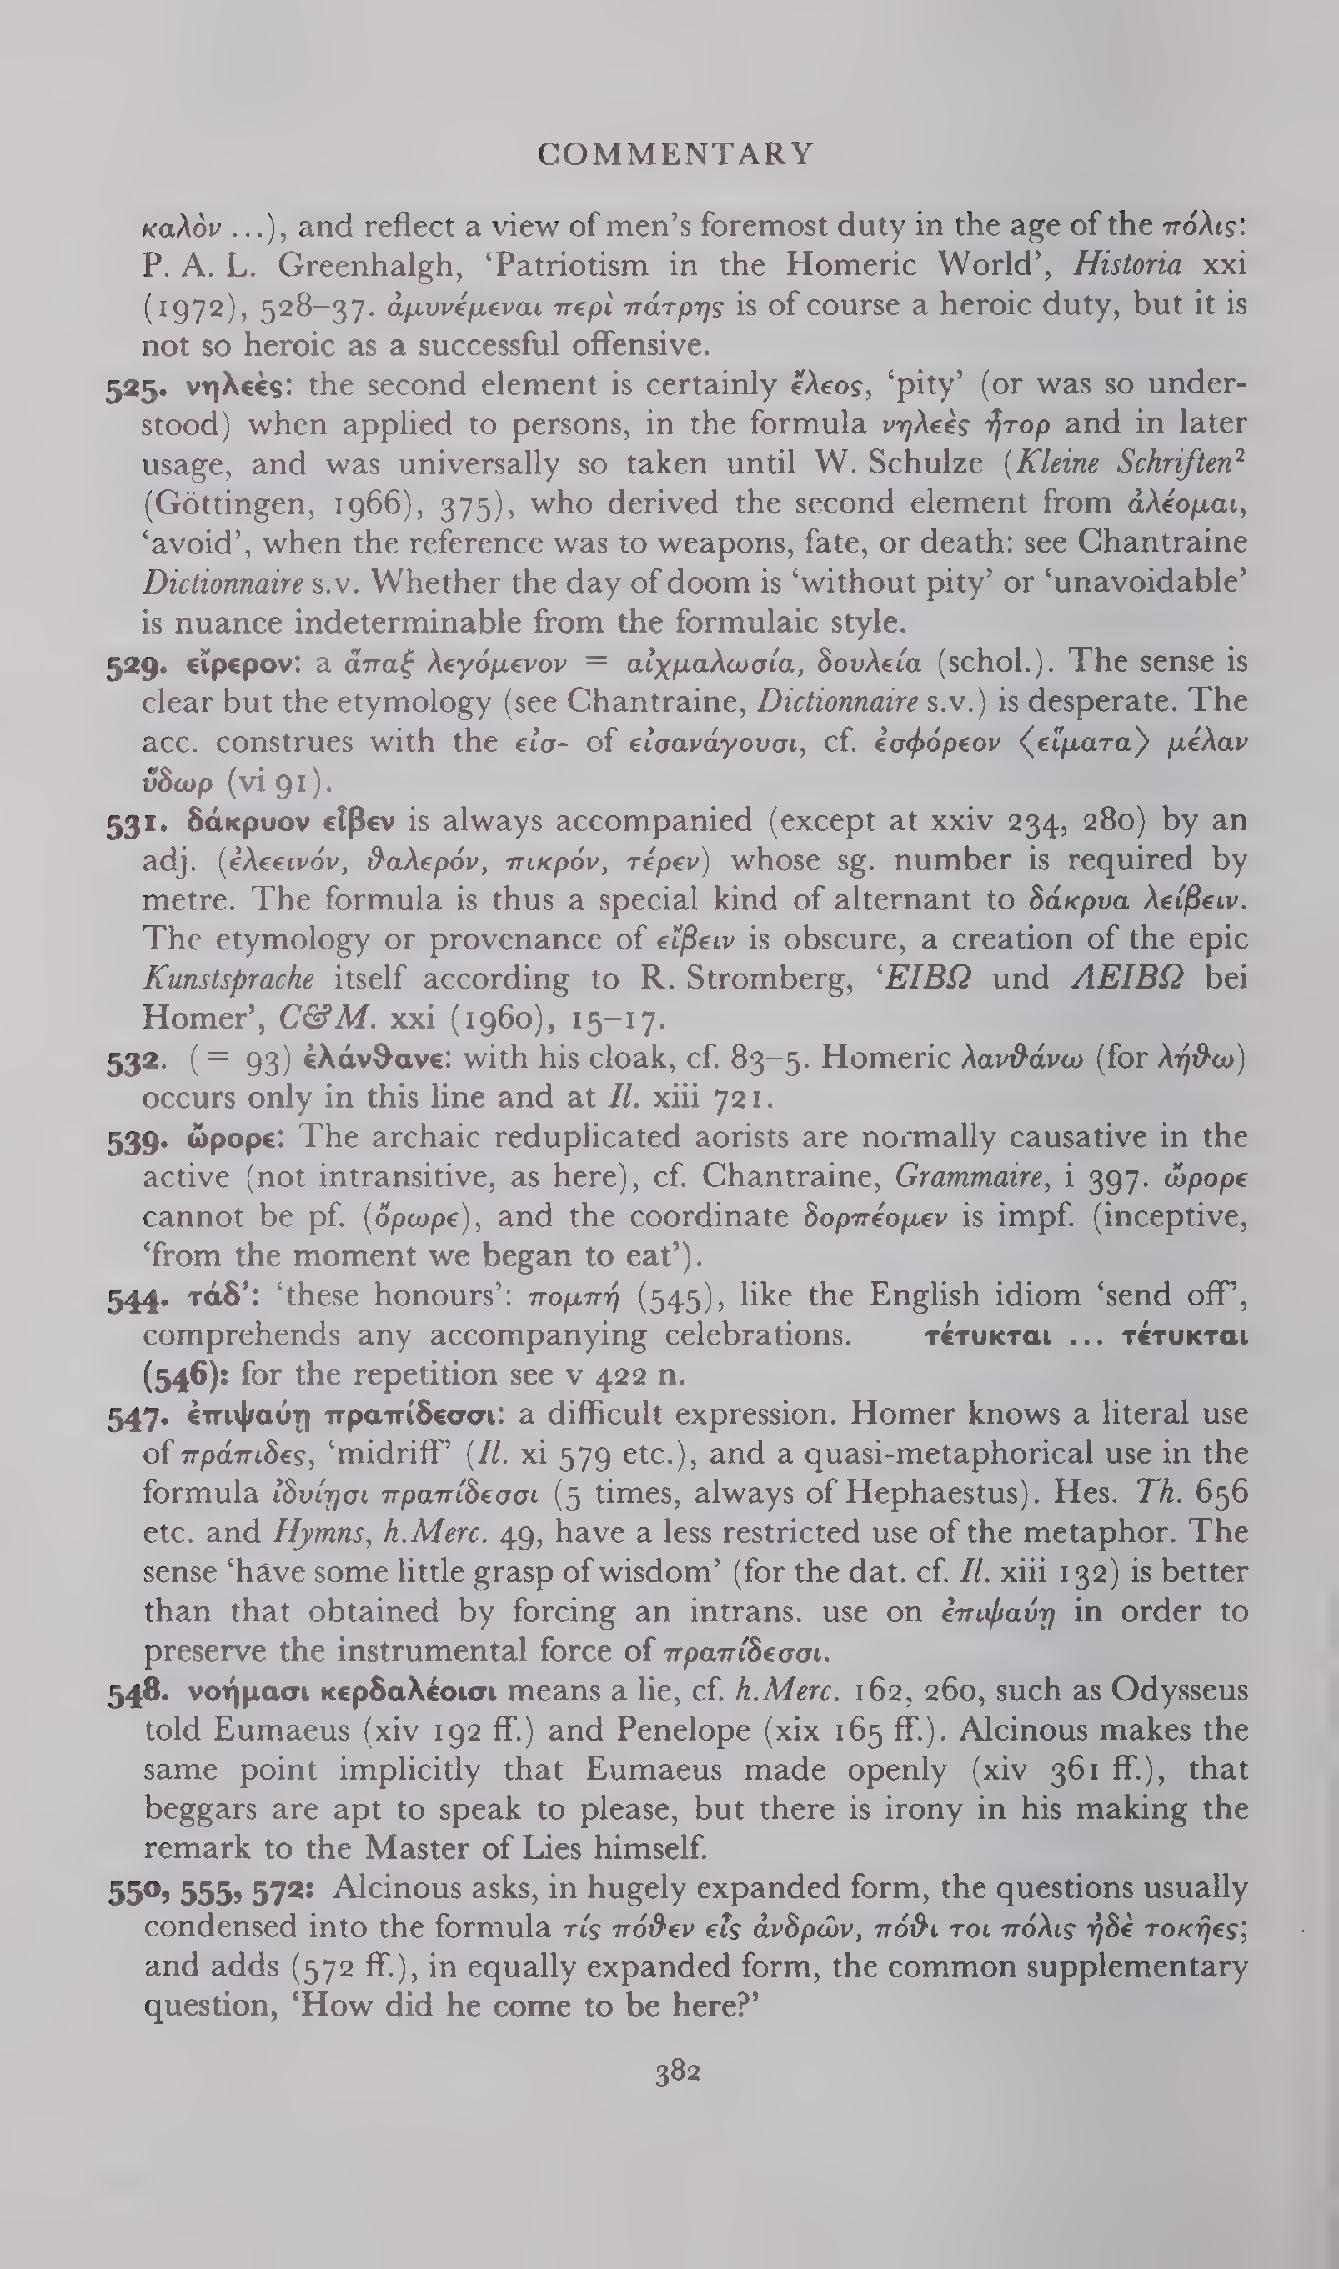 COMMENTARY
καλὸν ...), and reflect a view of men's foremost duty in the age of the πόλις:
P. A. L. Greenhalgh, ‘Patriotism in the Homeric World’, Historia xxi
(1972), 528–37. ἀμυνέμεναι περὶ πάτρης is of course a heroic duty, but it is
not so heroic as a successful offensive.
525. νηλεὲς: the second element is certainly ἔλεος, ‘pity’ (or was so under-
stood) when applied to persons, in the formula νηλεὲς ἦτορ and in later
usage, and was universally so taken until W. Schulze (Kleine Schriften²
(Göttingen, 1966), 375), who derived the second element from ἀλέομαι,
‘avoid’, when the reference was to weapons, fate, or death: see Chantraine
Dictionnaire s.v. Whether the day of doom is ‘without pity’ or ‘unavoidable’
is nuance indeterminable from the formulaic style.
529. εἴρερον: a ἅπαξ λεγόμενον = αἰχμαλωσία, δουλεία (schol.). The sense is
clear but the etymology (see Chantraine, Dictionnaire s.v.) is desperate. The
acc. construes with the εἰσ- of εἰσανάγουσι, cf. ἐσφόρεον ⟨εἵματα⟩ μέλαν
ὕδωρ (vi 91).
531. δάκρυον εἶβεν is always accompanied (except at xxiv 234, 280) by an
adj. (ἐλεεινόν, ϑαλερόν, πικρόν, τέρεν) whose sg. number is required by
metre. The formula is thus a special kind of alternant to δάκρυα λείβειν.
The etymology or provenance of εἴβειν is obscure, a creation of the epic
Kunstsprache itself according to R. Stromberg, ‘ΕΙΒΩ und ΛΕΙΒΩ bei
Homer’, C&M. xxi (1960), 15–17.
532. (= 93) ἐλάνϑανε: with his cloak, cf. 83–5. Homeric λανϑάνω (for λήϑω)
occurs only in this line and at Il. xiii 721.
539. ὤρορε: The archaic reduplicated aorists are normally causative in the
active (not intransitive, as here), cf. Chantraine, Grammaire, i 397. ὤρορε
cannot be pf. (ὄρωρε), and the coordinate δορπέομεν is impf. (inceptive,
‘from the moment we began to eat’).
544. τάδ’: ‘these honours’: πομπή (545), like the English idiom ‘send off’,
comprehends any accompanying celebrations. τέτυκται ... τέτυκται
(546): for the repetition see v 422 n.
547. ἐπιψαύῃ πραπίδεσσι: a difficult expression. Homer knows a literal use
of πράπιδες, ‘midriff’ (Il. xi 579 etc.), and a quasi-metaphorical use in the
formula ἰδυίῃσι πραπίδεσσι (5 times, always of Hephaestus). Hes. Th. 656
etc. and Hymns, h.Merc. 49, have a less restricted use of the metaphor. The
sense ‘have some little grasp of wisdom’ (for the dat. cf. Il. xiii 132) is better
than that obtained by forcing an intrans. use on ἐπιψαύῃ in order to
preserve the instrumental force of πραπίδεσσι.
548. νοήμασι κερδαλέοισι means a lie, cf. h.Merc. 162, 260, such as Odysseus
told Eumaeus (xiv 192 ff.) and Penelope (xix 165 ff.). Alcinous makes the
same point implicitly that Eumaeus made openly (xiv 361 ff.), that
beggars are apt to speak to please, but there is irony in his making the
remark to the Master of Lies himself.
550, 555, 572: Alcinous asks, in hugely expanded form, the questions usually
condensed into the formula τίς πόϑεν εἶς ἀνδρῶν, πόϑι τοι πόλις ἠδὲ τοκῆες;
and adds (572 ff.), in equally expanded form, the common supplementary
question, ‘How did he come to be here?’
382